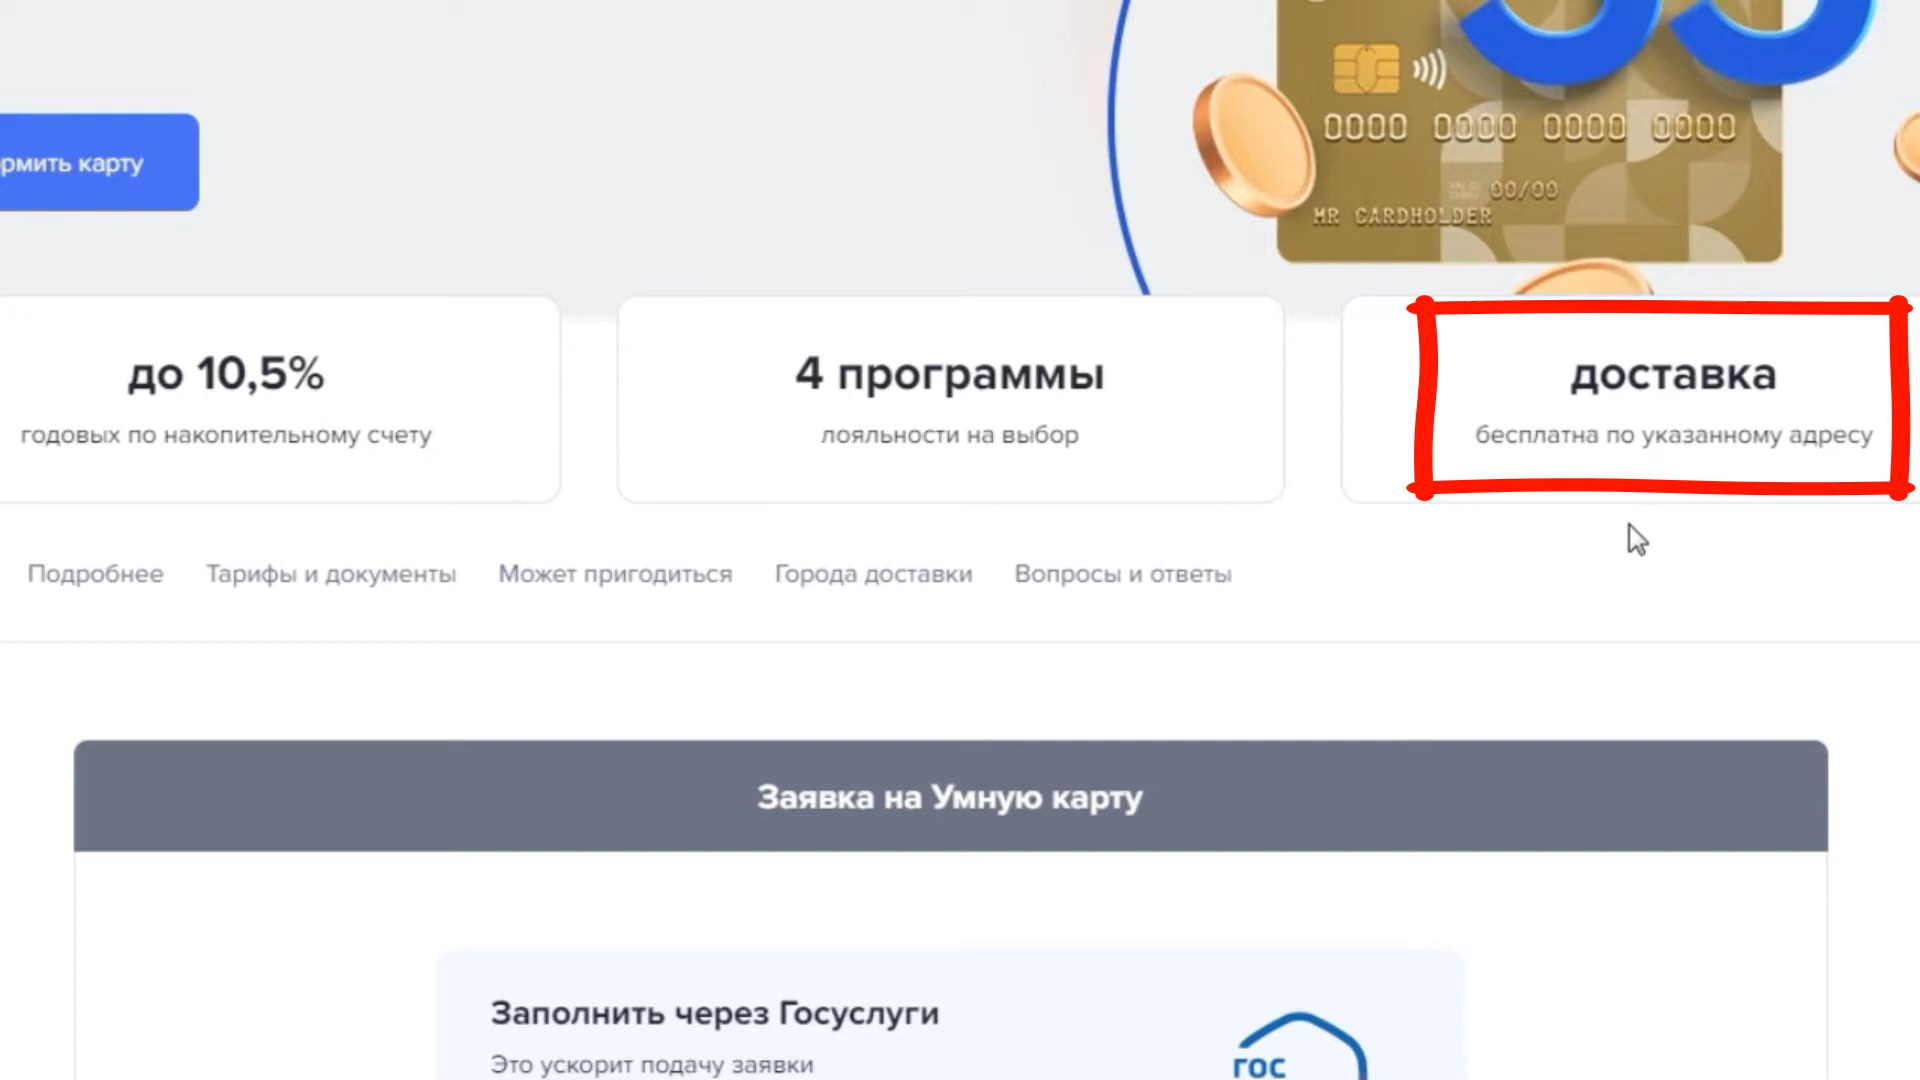 0000 0000 0000 0000
рмить карту
00/00
MR CARDHOLDER
до 10,5%
годовых по накопительному счету
4 программы
лояльности на выбор
доставка
бесплатна по указанному адресу
Подробнее Тарифы и документы Может пригодиться Города доставки Вопросы и ответы
Заявка на Умную карту
Заполнить через Госуслуги
Это ускорит подачу заявки
гос